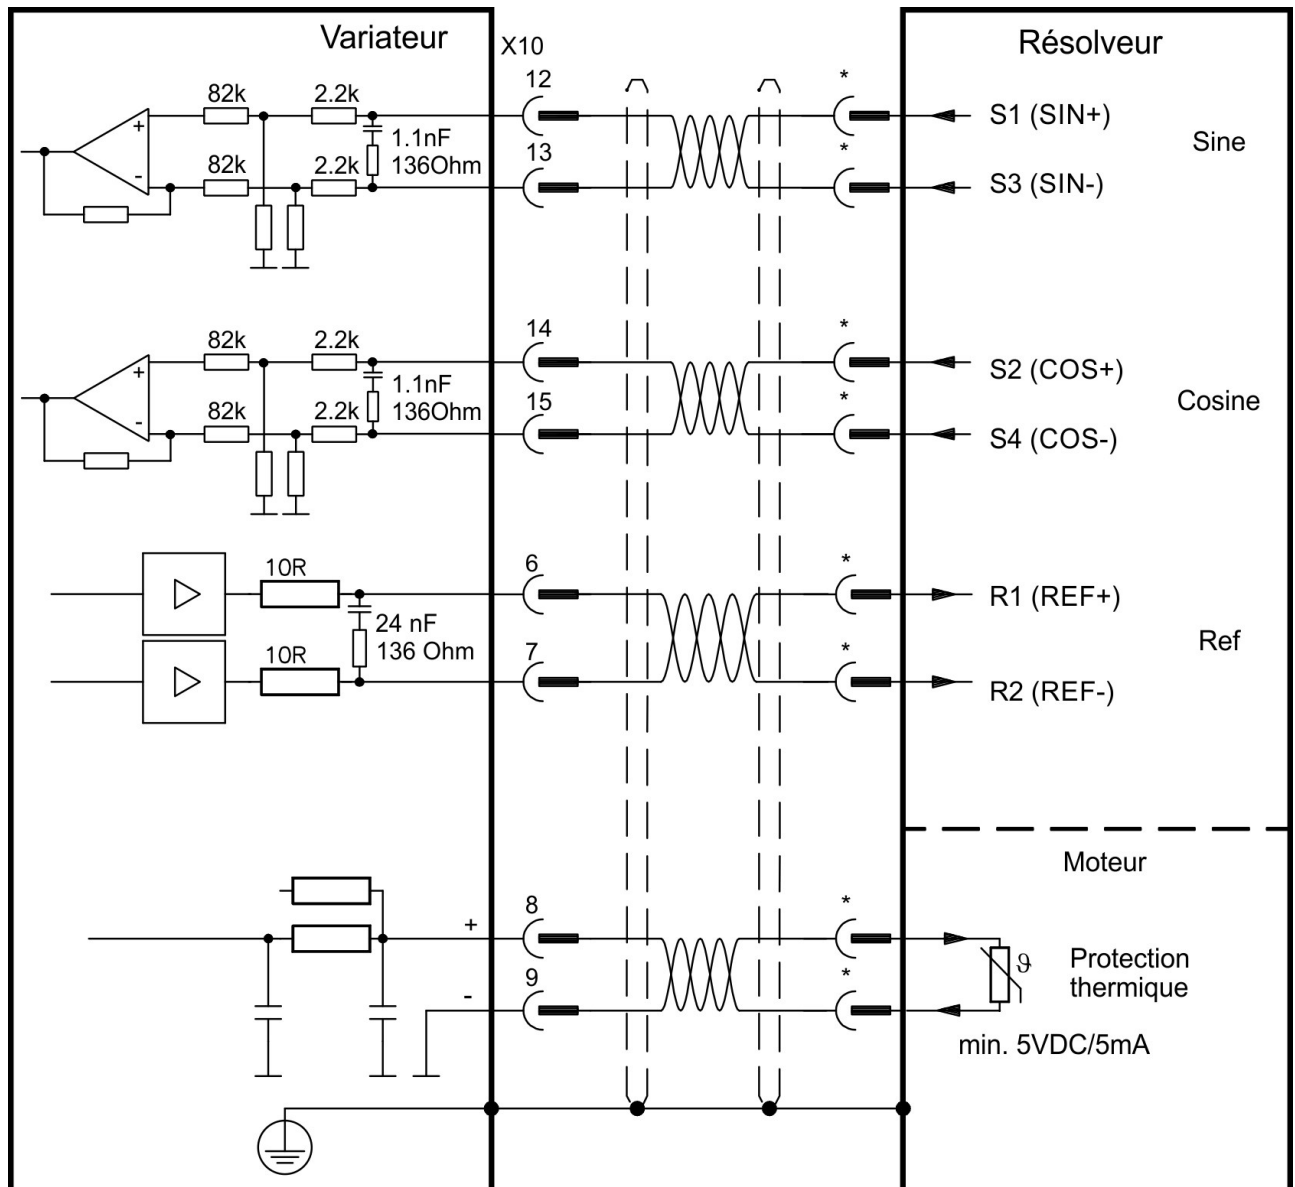 Variateur
X10
Résolveur
12
*
82k
2.2k
S1 (SIN+)
+
1.1nF
136Ohm
Sine
13
*
82k
2.2k
-
S3 (SIN-)
14
*
82k
2.2k
S2 (COS+)
+
1.1nF
136Ohm
Cosine
15
*
82k
2.2k
-
S4 (COS-)
6
*
10R
R1 (REF+)
24 nF
136 Ohm
Ref
7
*
10R
R2 (REF-)
Moteur
8
*
+
ϑ
Protection
thermique
9
*
-
min. 5VDC/5mA